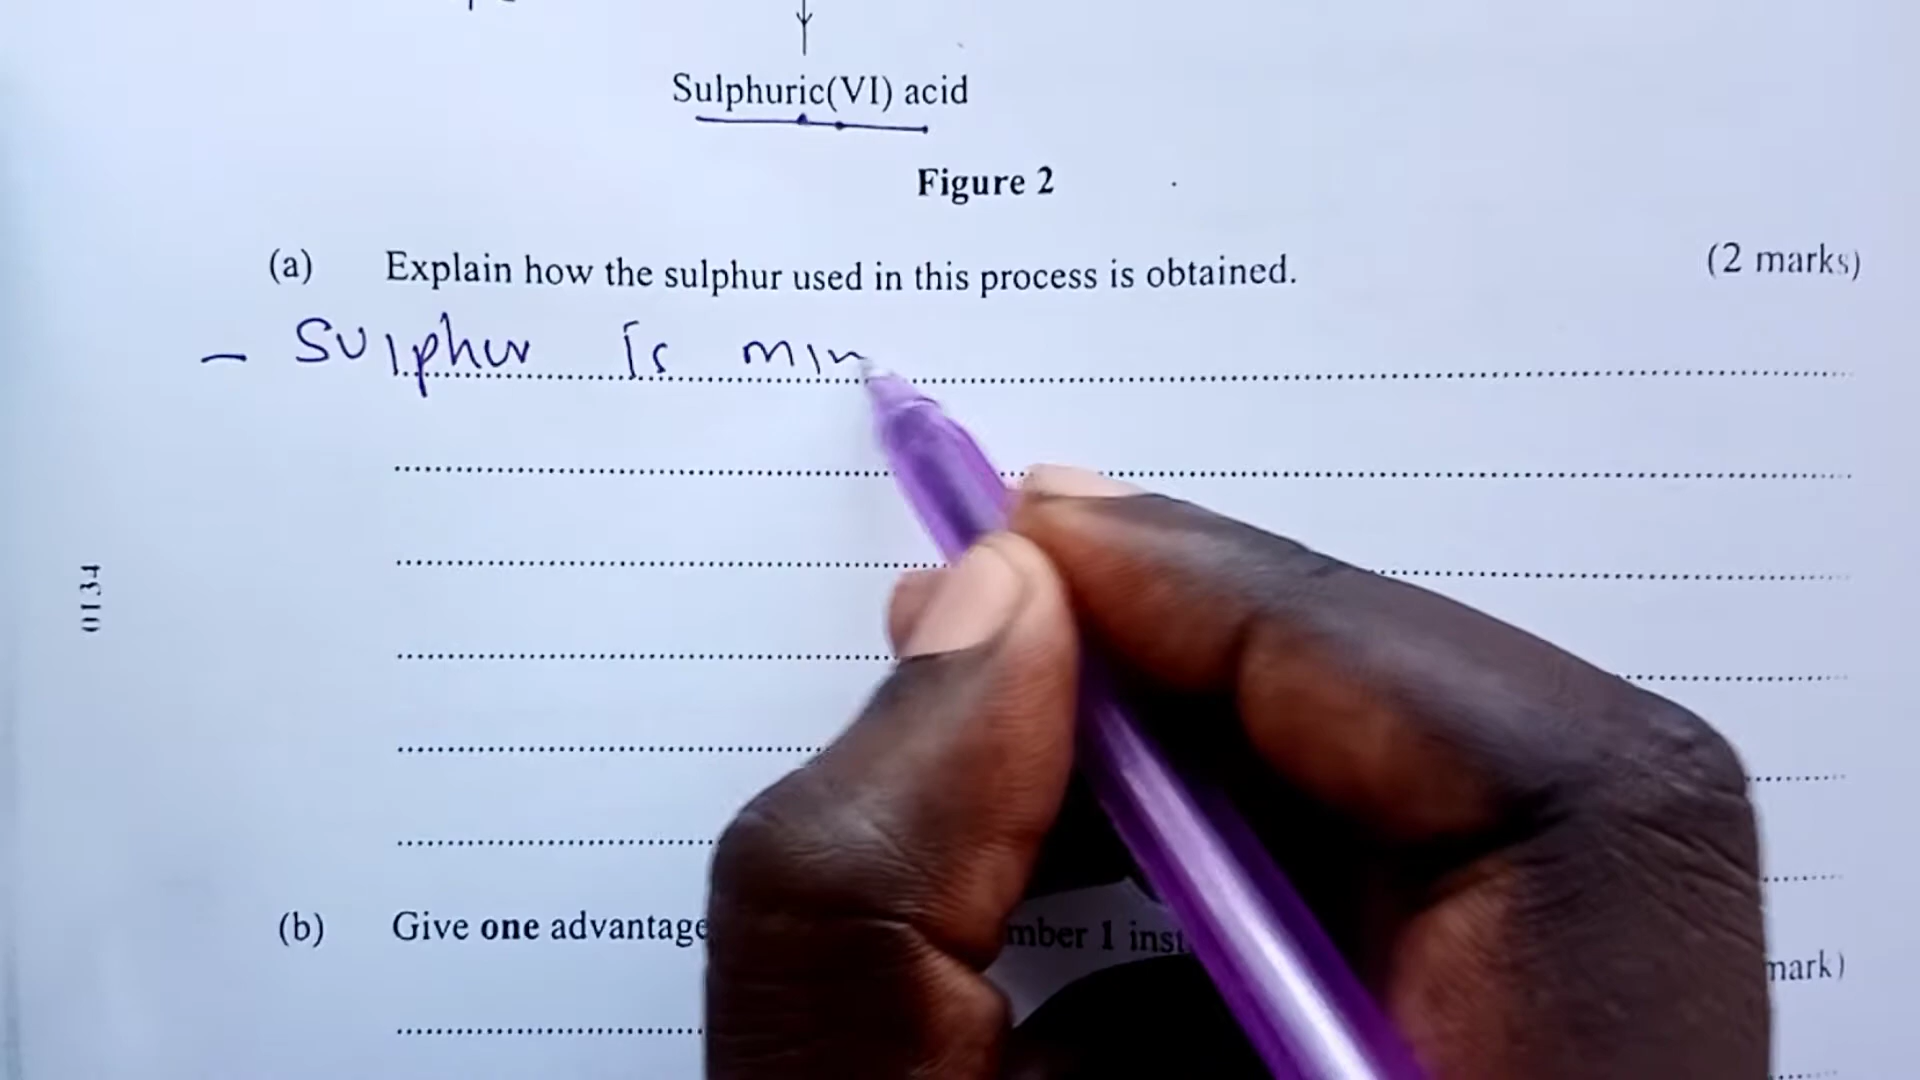 Sulphuric(VI) acid
Figure 2
(a) Explain how the sulphur used in this process is obtained. (2 marks)
– Sulphur is min
0134
(b) Give one advantage mber 1 inst
mark)